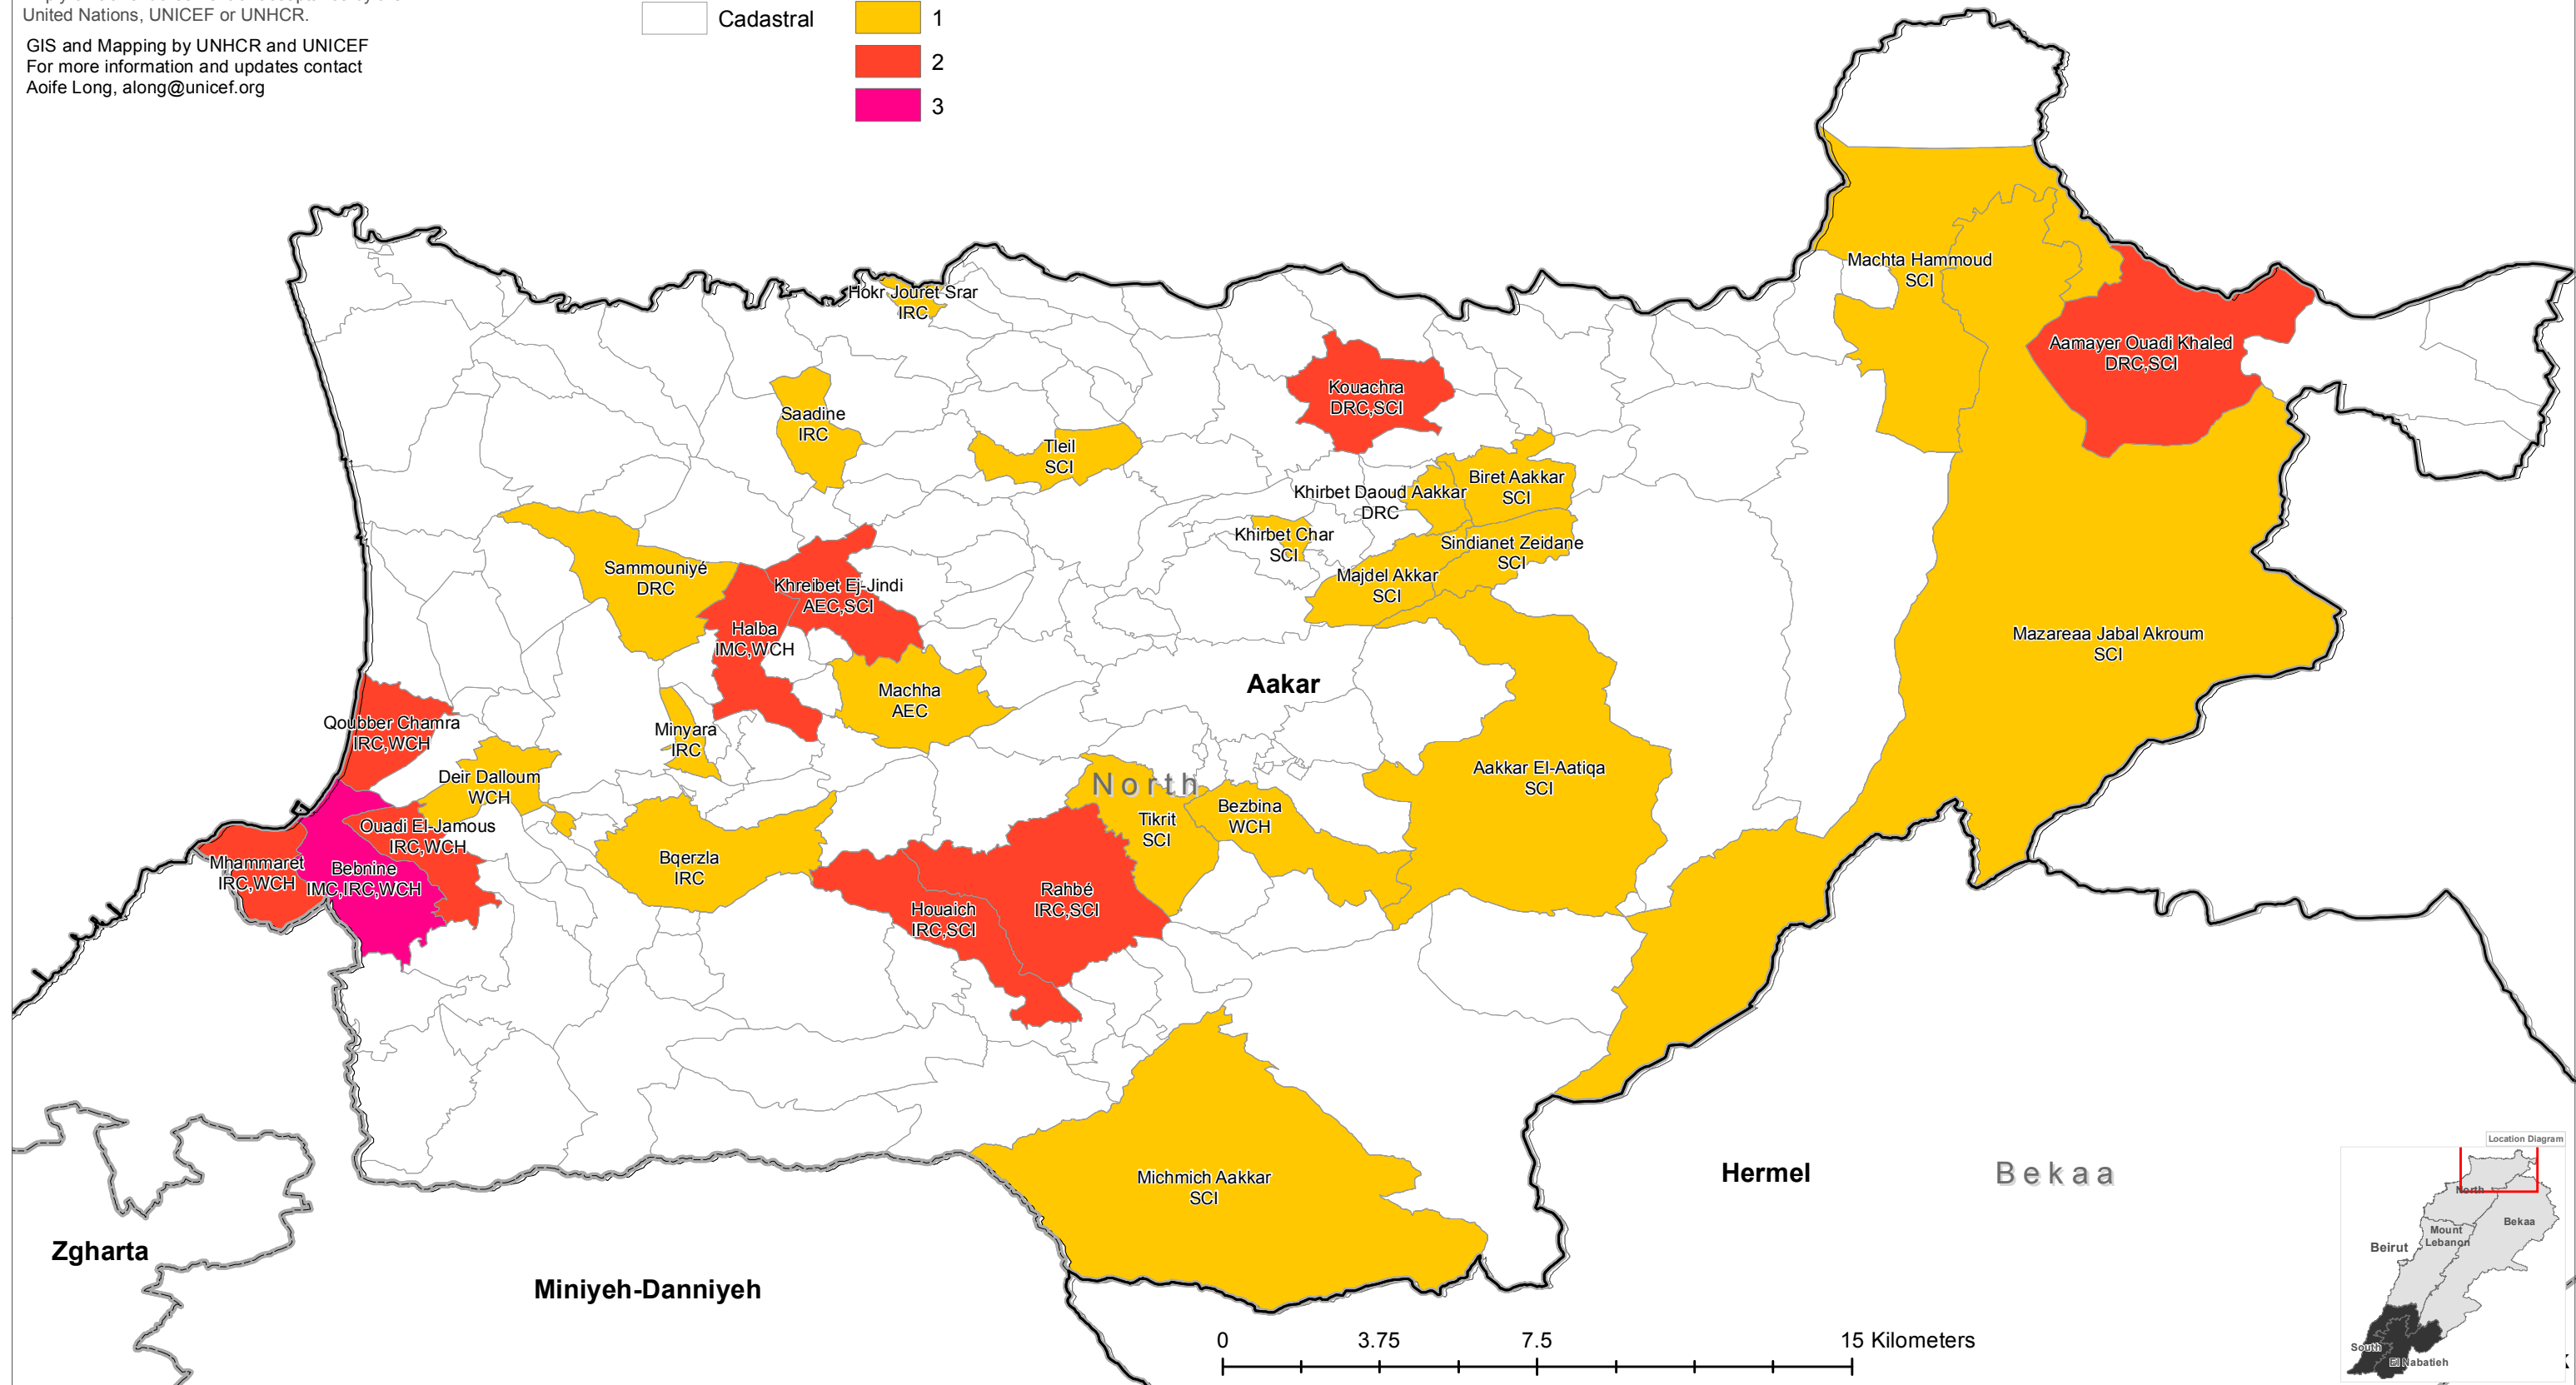 United Nations, UNICEF or UNHCR.
GIS and Mapping by UNHCR and UNICEF
For more information and updates contact
Aoife Long, along@unicef.org
Cadastral
1
2
3
Machta Hammoud
SCI
Hokr Jouret Srar
IRC
Aamayer Ouadi Khaled
DRC,SCI
Kouachra
DRC,SCI
Saadine
IRC
Tleil
SCI
Biret Aakkar
SCI
Khirbet Daoud Aakkar
DRC
Khirbet Char
SCI
Sindianet Zeidane
SCI
Sammouniyé
DRC
Khreibet Ej-Jindi
AEC,SCI
Majdel Akkar
SCI
Halba
IMC,WCH
Mazareaa Jabal Akroum
SCI
Aakar
Machha
AEC
Qoubber Chamra
IRC,WCH
Minyara
IRC
Deir Dalloum
WCH
North
Aakkar El-Aatiqa
SCI
Bezbina
WCH
Tikrit
SCI
Ouadi El-Jamous
IRC,WCH
Mhammaret
IRC,WCH
Bebnine
IMC,IRC,WCH
Bqerzla
IRC
Rahbé
IRC,SCI
Houaich
IRC,SCI
Michmich Aakkar
SCI
Hermel
Bekaa
Zgharta
Miniyeh-Danniyeh
0
3.75
7.5
15 Kilometers
Location Diagram
North
Bekaa
Mount
Lebanon
Beirut
South
El Nabatieh